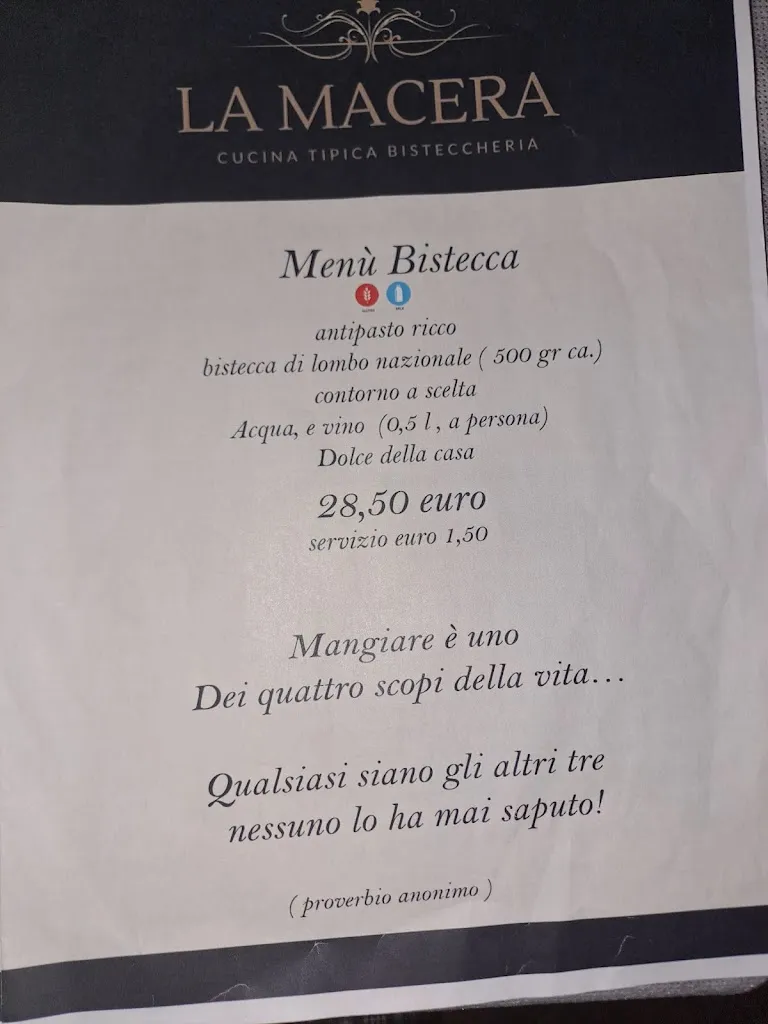 LA MACERA
CUCINA TIPICA BISTECCHERIA
Menù Bistecca
antipasto ricco
bistecca di lombo nazionale ( 500 gr ca.)
contorno a scelta
Acqua, e vino (0,5 l , a persona)
Dolce della casa
28,50 euro
servizio euro 1,50
Mangiare è uno
Dei quattro scopi della vita...
Qualsiasi siano gli altri tre
nessuno lo ha mai saputo!
( proverbio anonimo )